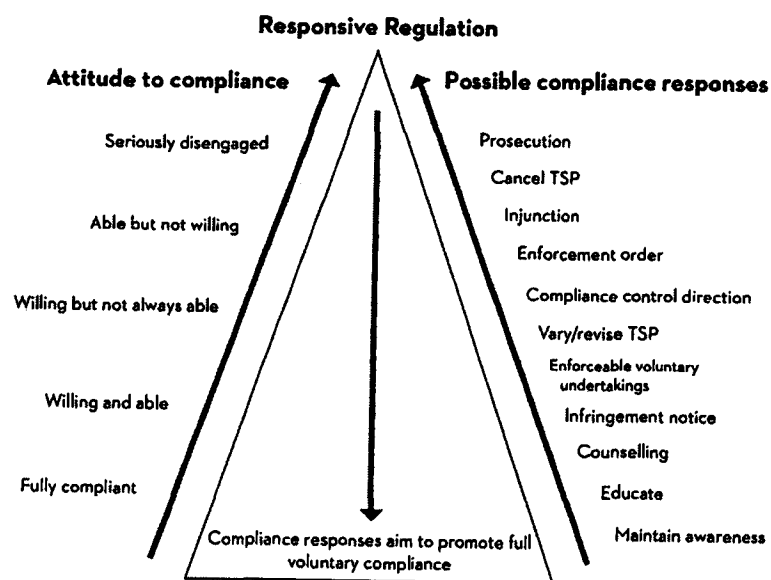 Responsive Regulation
Attitude to compliance
Possible compliance responses
Seriously disengaged
Able but not willing
Willing but not always able
Willing and able
Fully compliant
Prosecution
Cancel TSP
Injunction
Enforcement order
Compliance control direction
Vary/revise TSP
Enforceable voluntary
undertakings
Infringement notice
Counselling
Educate
Maintain awareness
Compliance responses aim to promote full
voluntary compliance